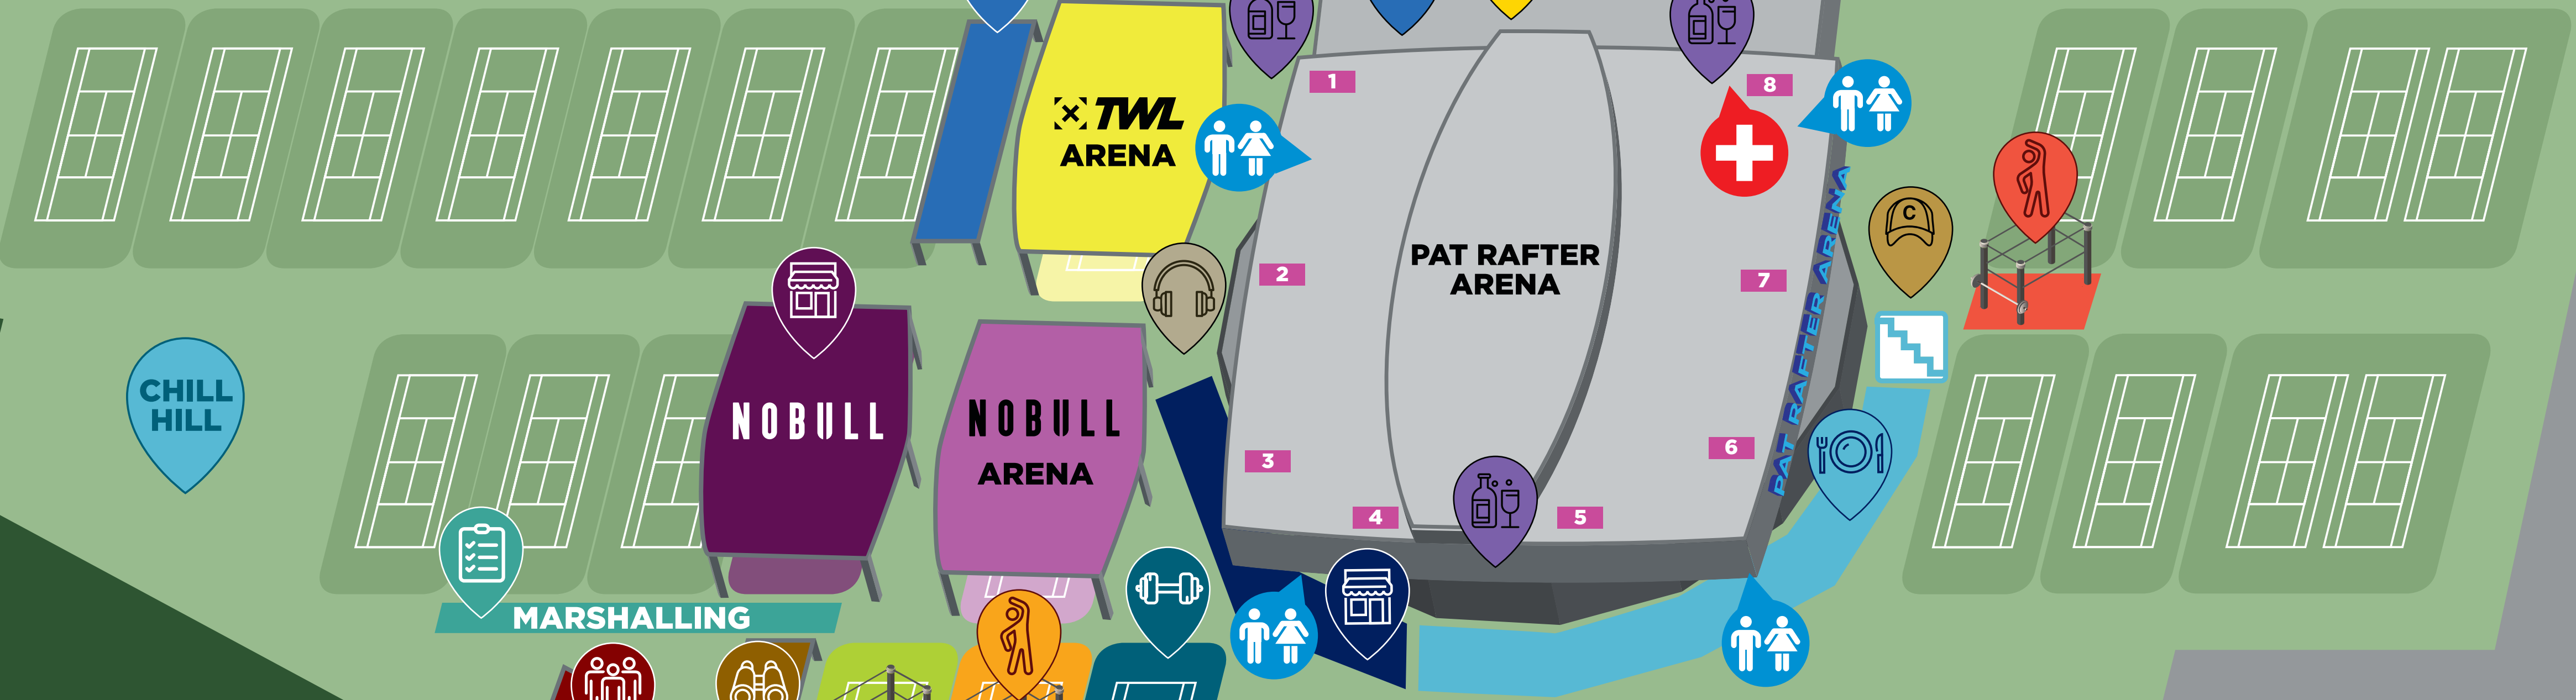 TWL
ARENA
1
8
C
2
PAT RAFTER
ARENA
7
PAT RAFTER ARENA
CHILL
HILL
NOBULL
NOBULL
ARENA
3
6
4
5
MARSHALLING